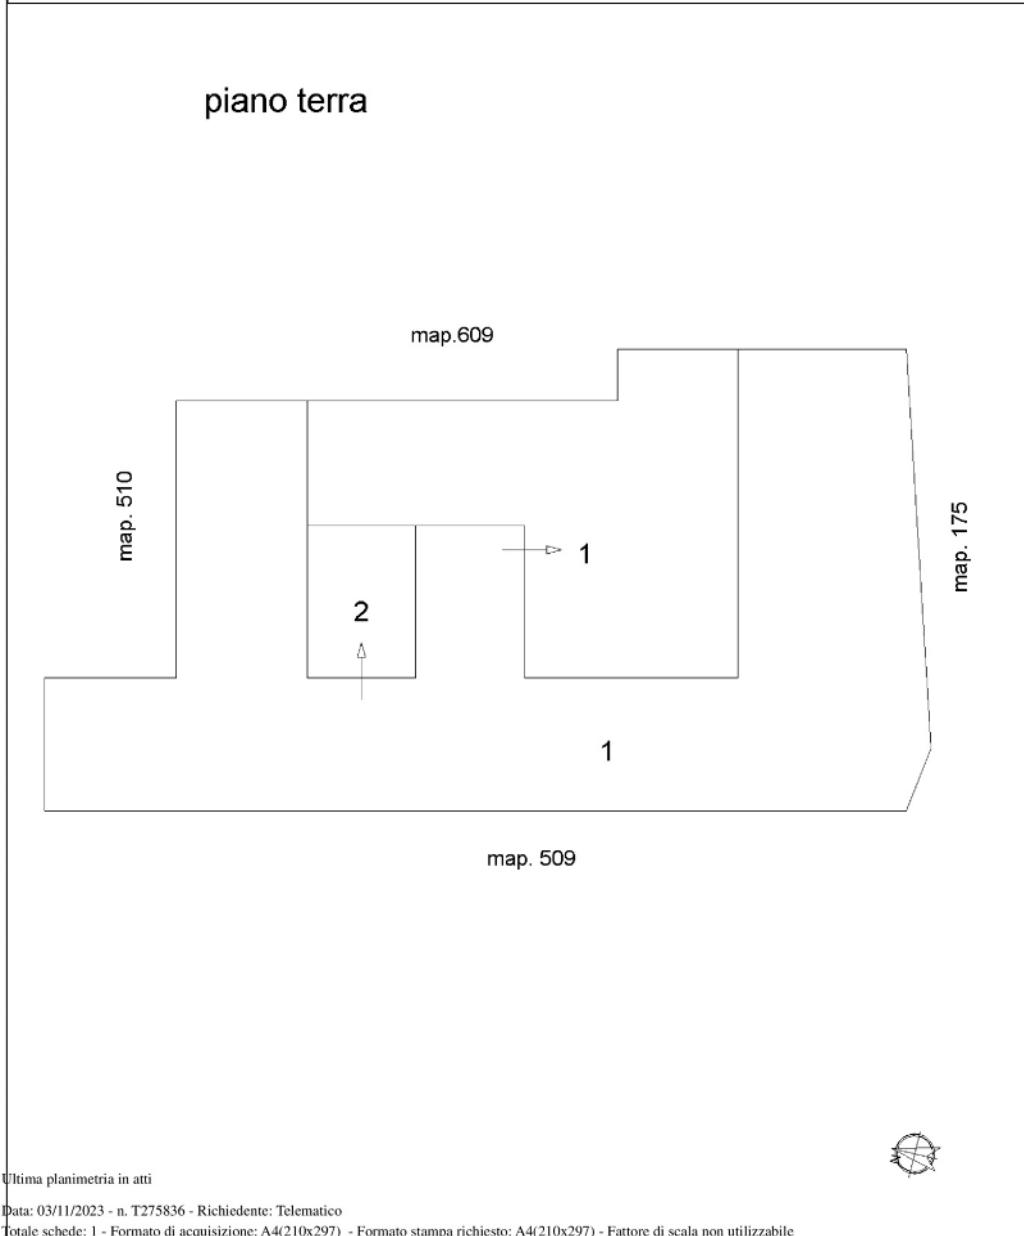 piano terra
map.609
map. 510
map. 175
1
2
1
map. 509
Ultima planimetria in atti
Data: 03/11/2023 - n. T275836 - Richiedente: Telematico
Totale schede: 1 - Formato di acquisizione: A4(210x297) - Formato stampa richiesto: A4(210x297) - Fattore di scala non utilizzabile